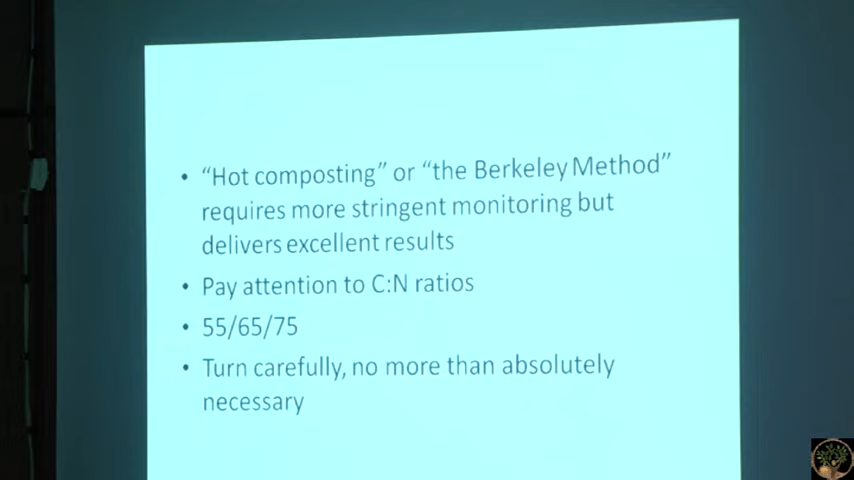 • “Hot composting” or “the Berkeley Method”
requires more stringent monitoring but
delivers excellent results
• Pay attention to C:N ratios
• 55/65/75
• Turn carefully, no more than absolutely
necessary